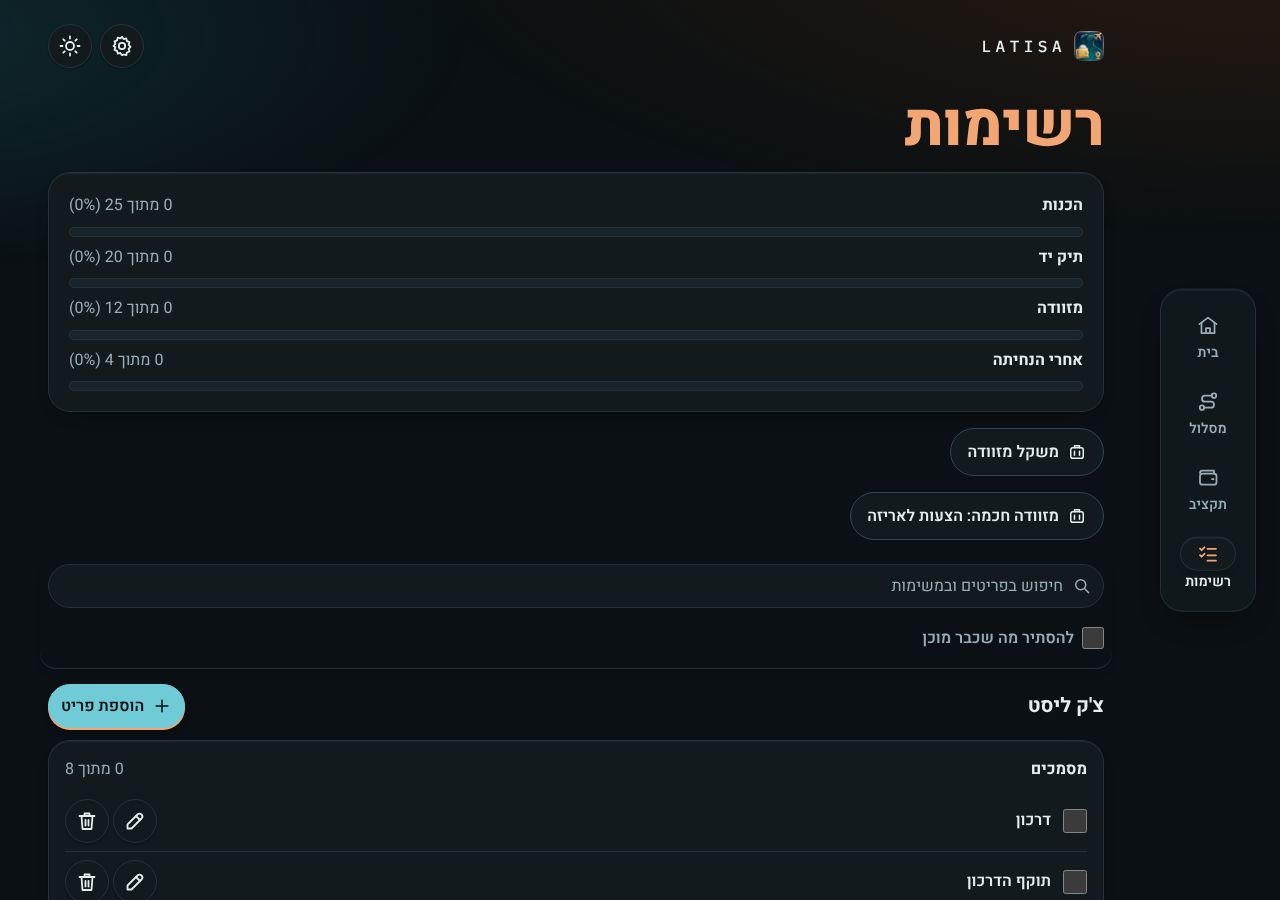 LATISA
רשימות
הכנות
0 מתוך 25 (0%)
תיק יד
0 מתוך 20 (0%)
מזוודה
0 מתוך 12 (0%)
אחרי הנחיתה
0 מתוך 4 (0%)
משקל מזוודה
מזוודה חכמה: הצעות לאריזה
חיפוש בפריטים ובמשימות
להסתיר מה שכבר מוכן
צ'ק ליסט
הוספת פריט
מסמכים
0 מתוך 8
דרכון
תוקף הדרכון
בית
מסלול
תקציב
רשימות